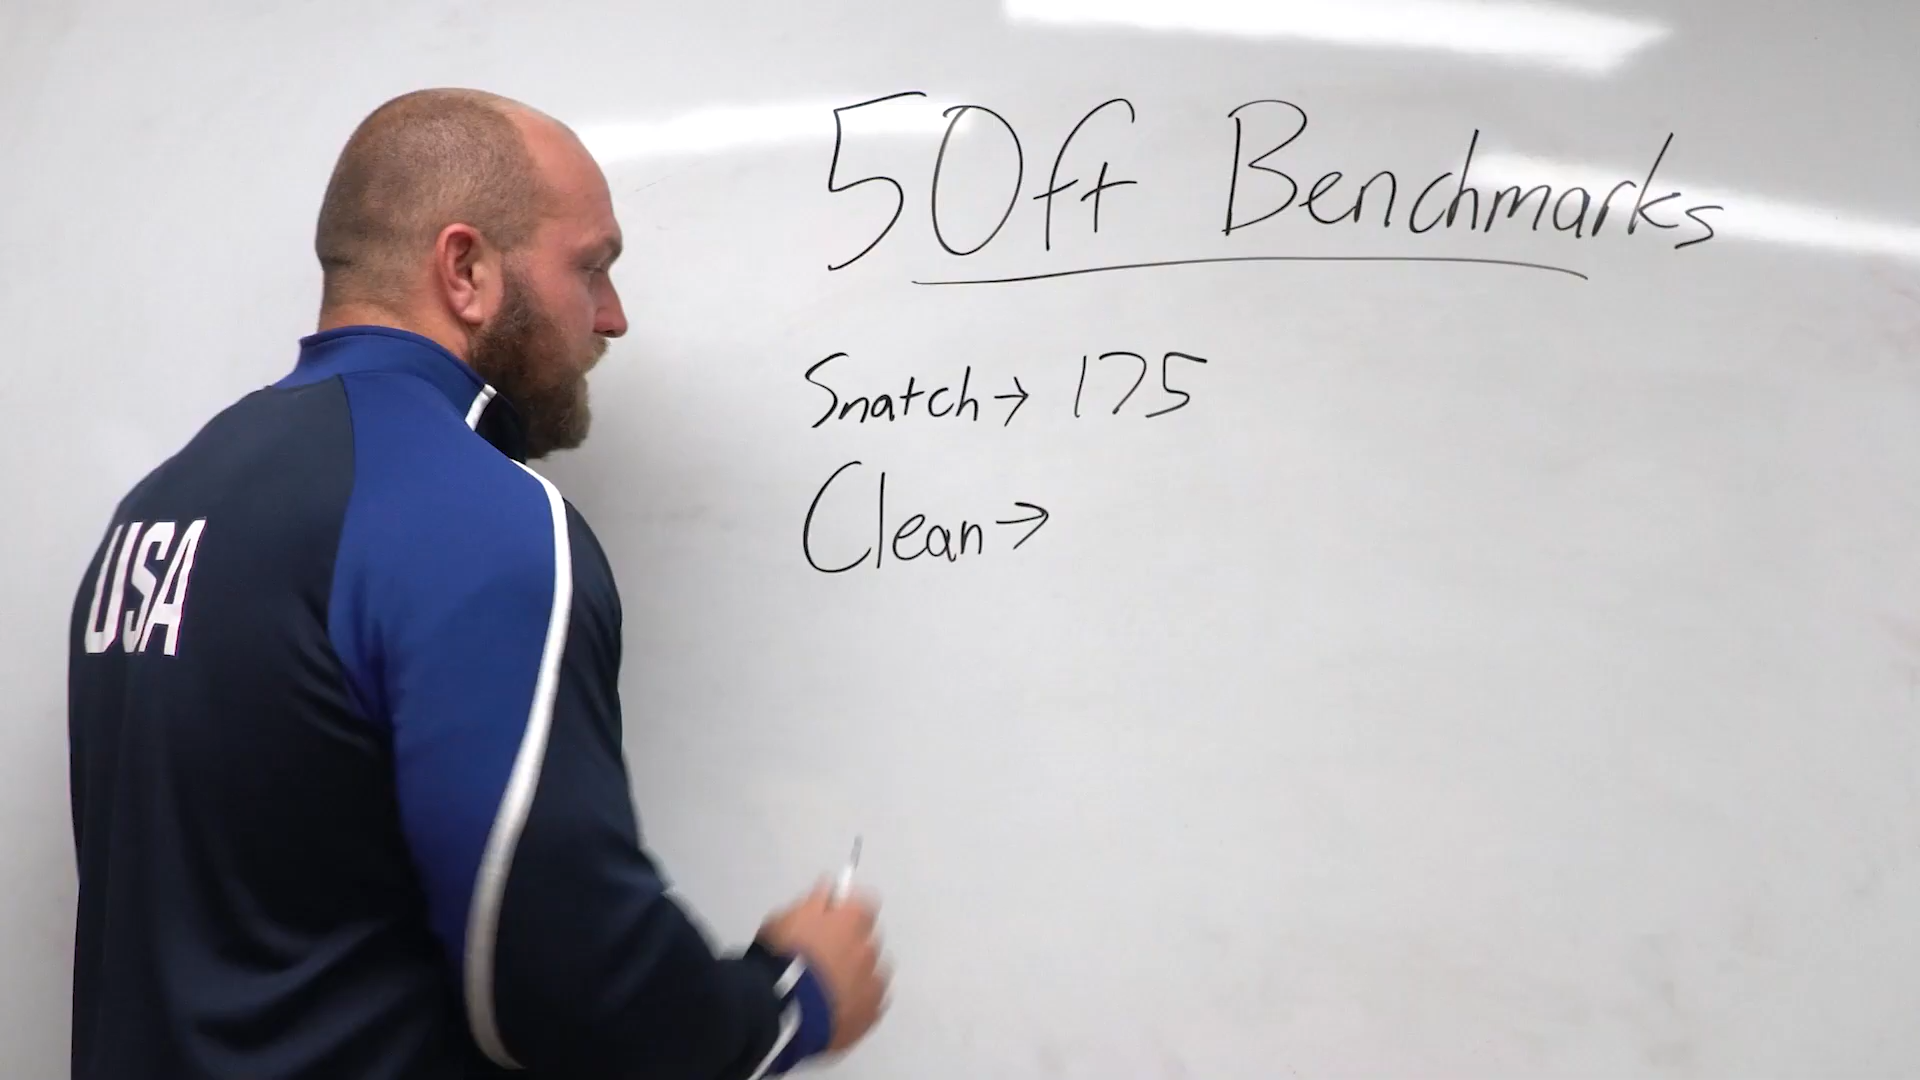 50ft Benchmarks
Snatch → 175
Clean →
USA